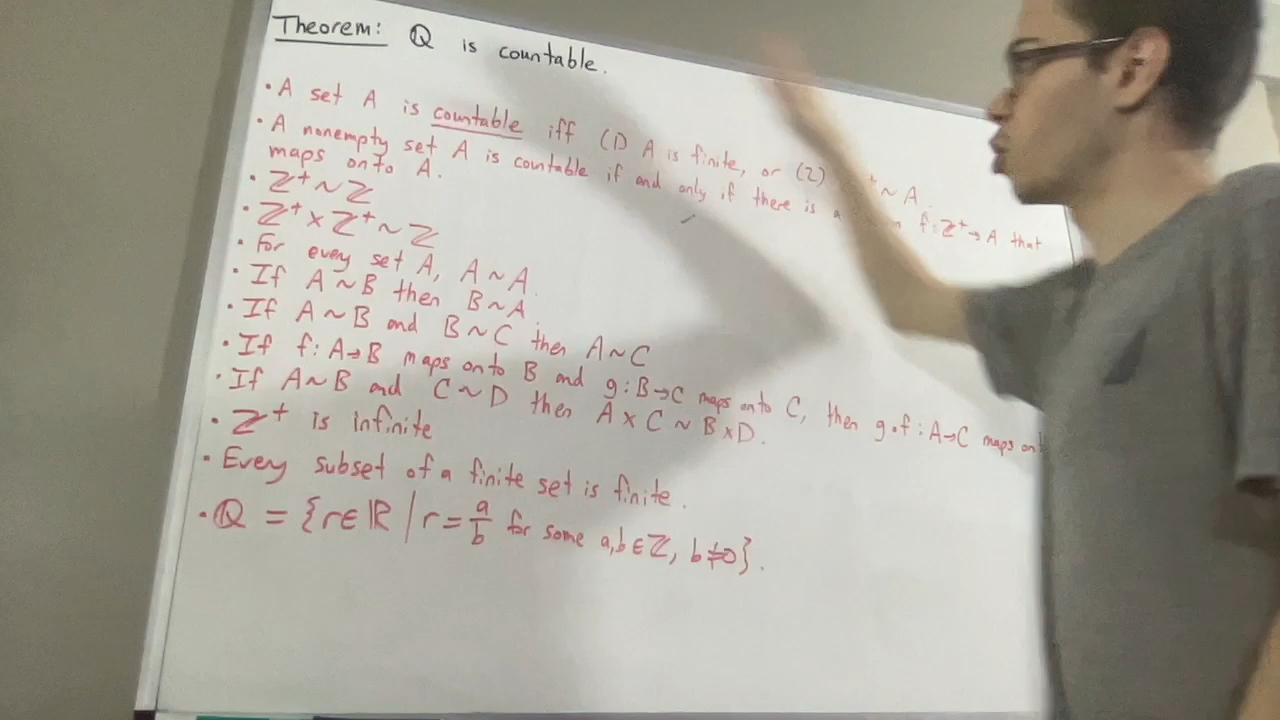 Theorem: ℚ is countable.
• A set A is countable iff (1) A is finite, or (2) ⁺ ~ A.
• A nonempty set A is countable if and only if there is a f: ℤ⁺→A that
maps onto A.
• ℤ⁺ ~ ℤ
• ℤ⁺ × ℤ⁺ ~ ℤ
• For every set A, A ~ A.
• If A ~ B then B ~ A.
• If A ~ B and B ~ C then A ~ C
• If f: A→B maps onto B and g: B→C maps onto C, then g∘f: A→C maps
• If A ~ B and C ~ D then A × C ~ B × D.
• ℤ⁺ is infinite
• Every subset of a finite set is finite.
• ℚ = {r∈ℝ | r = a/b for some a,b ∈ ℤ, b≠0}.